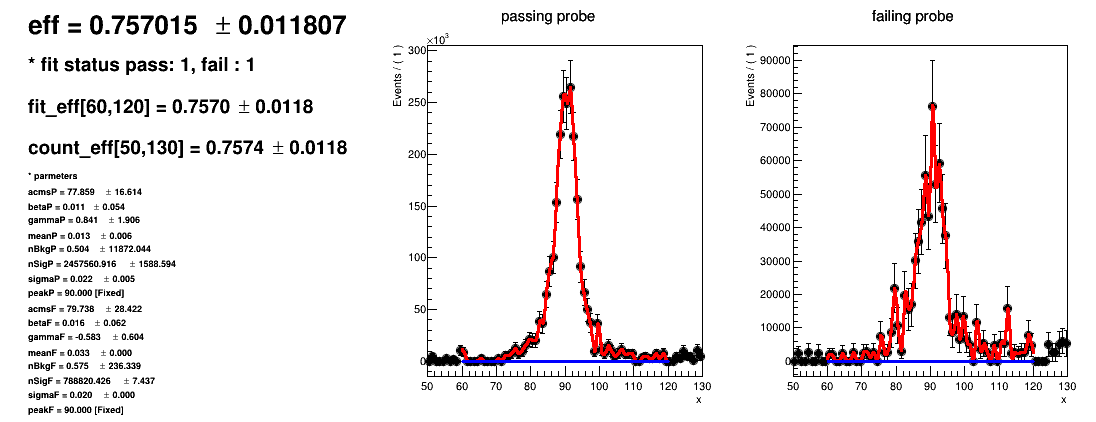 eff = 0.757015 ± 0.011807
* fit status pass: 1, fail : 1
fit_eff[60,120] = 0.7570 ± 0.0118
count_eff[50,130] = 0.7574 ± 0.0118
* parmeters
acmsP = 77.859 ± 16.614
betaP = 0.011 ± 0.054
gammaP = 0.841 ± 1.906
meanP = 0.013 ± 0.006
nBkgP = 0.504 ± 11872.044
nSigP = 2457560.916 ± 1588.594
sigmaP = 0.022 ± 0.005
peakP = 90.000 [Fixed]
acmsF = 79.738 ± 28.422
betaF = 0.016 ± 0.062
gammaF = -0.583 ± 0.604
meanF = 0.033 ± 0.000
nBkgF = 0.575 ± 236.339
nSigF = 788820.426 ± 7.437
sigmaF = 0.020 ± 0.000
peakF = 90.000 [Fixed]
passing probe
×10³
Events / ( 1 )
300
250
200
150
100
50
0
50 60 70 80 90 100 110 120 130
x
failing probe
Events / ( 1 )
90000
80000
70000
60000
50000
40000
30000
20000
10000
0
50 60 70 80 90 100 110 120 130
x